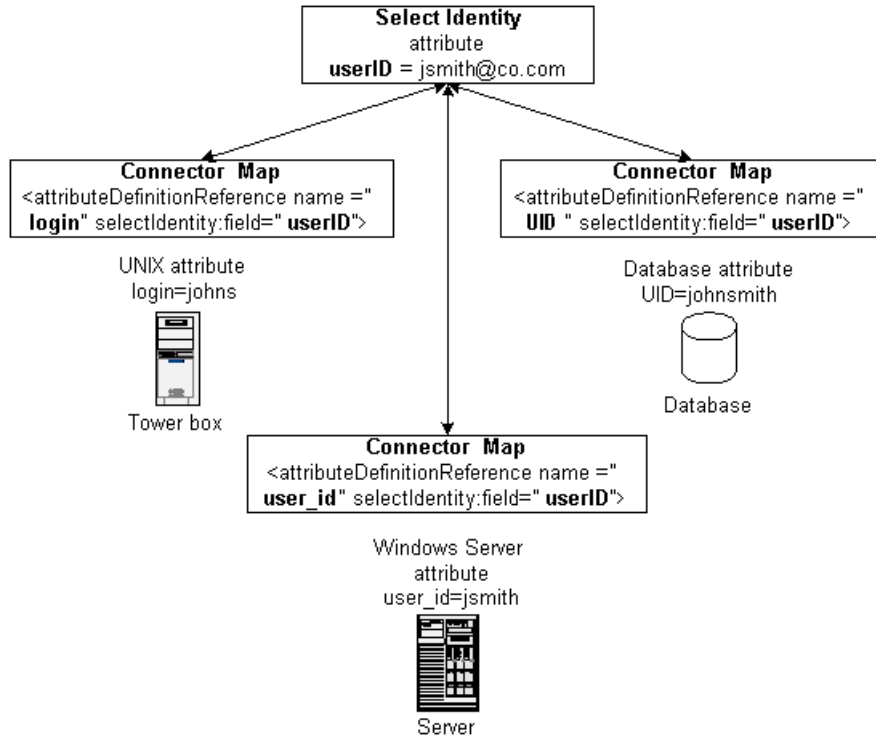 Select Identity
attribute
userID = jsmith@co.com
Connector Map
<attributeDefinitionReference name ="
login" selectIdentity:field=" userID">
UNIX attribute
login=johns
Tower box
Connector Map
<attributeDefinitionReference name ="
UID " selectIdentity:field=" userID">
Database attribute
UID=johnsmith
Database
Connector Map
<attributeDefinitionReference name ="
user_id" selectIdentity:field=" userID">
Windows Server
attribute
user_id=jsmith
Server